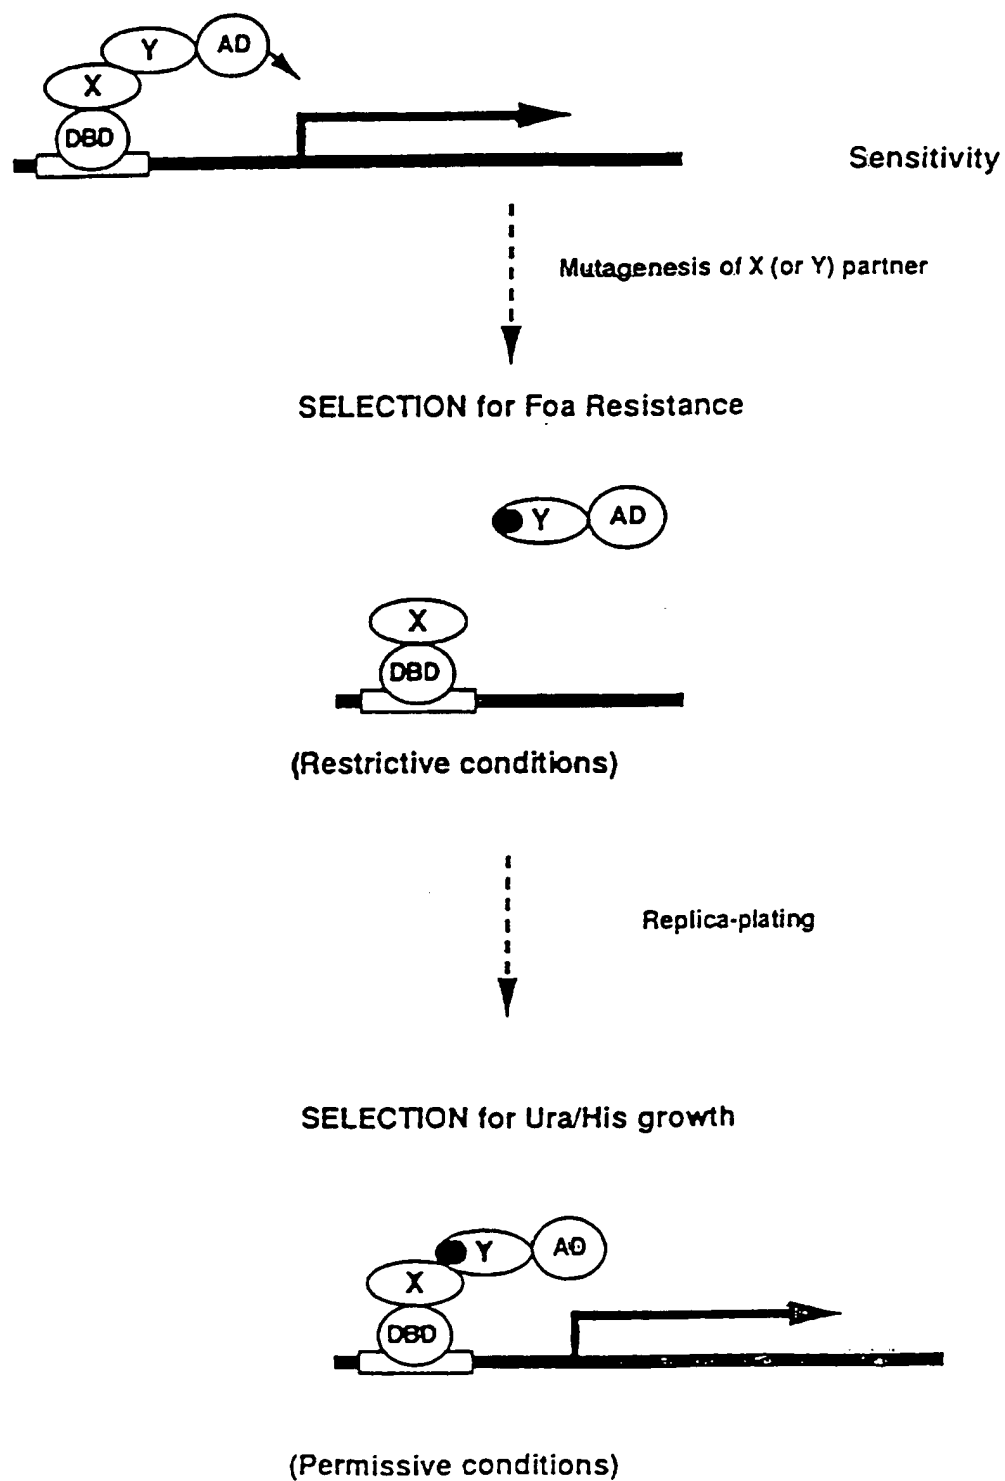 Y AD
X
DBD
Sensitivity
Mutagenesis of X (or Y) partner
SELECTION for Foa Resistance
Y AD
X
DBD
(Restrictive conditions)
Replica-plating
SELECTION for Ura/His growth
Y AD
X
DBD
(Permissive conditions)